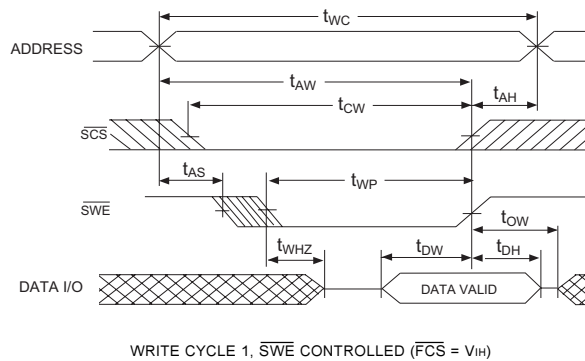 tWC
ADDRESS
tAW
tCW
tAH
SCS
tAS
tWP
SWE
tOW
tWHZ
tDW
tDH
DATA I/O
DATA VALID
WRITE CYCLE 1, SWE CONTROLLED (FCS = VIH)